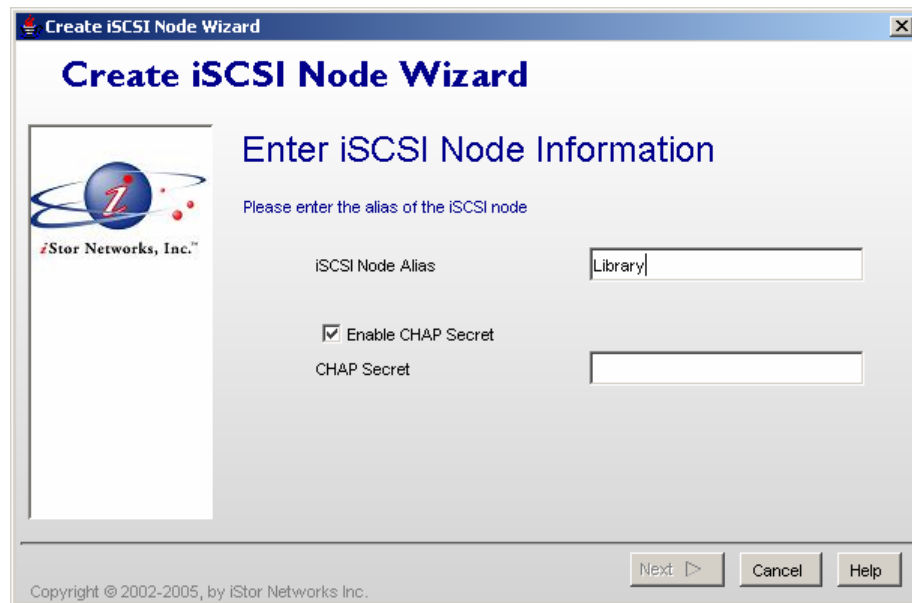 Create iSCSI Node Wizard
Create iSCSI Node Wizard
Enter iSCSI Node Information
Please enter the alias of the iSCSI node
i
iStor Networks, Inc.™
iSCSI Node Alias
Library
Enable CHAP Secret
CHAP Secret
Next
Cancel
Help
Copyright © 2002-2005, by iStor Networks Inc.